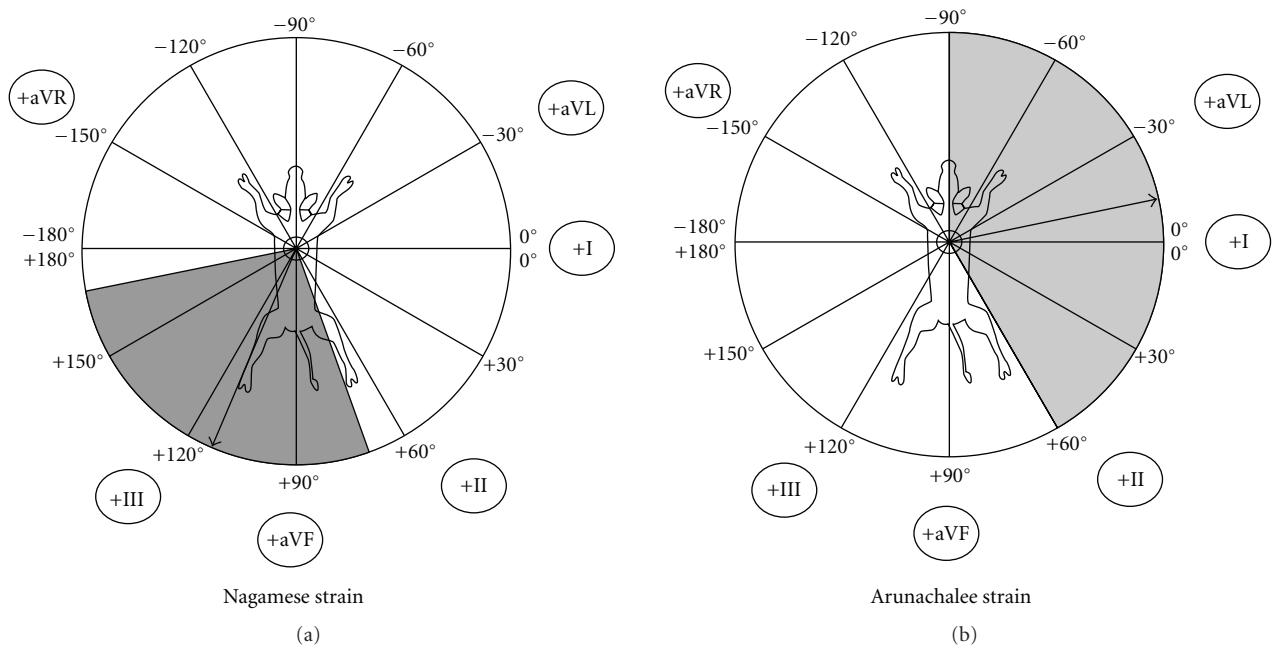 −90°
−120°
−60°
+aVR
+aVL
−150°
−30°
−180°
+180°
0°
0°
+I
+150°
+30°
+120°
+60°
+90°
+III
+II
+aVF
Nagamese strain
(a)
−90°
−120°
−60°
+aVR
+aVL
−150°
−30°
−180°
+180°
0°
0°
+I
+150°
+30°
+120°
+60°
+90°
+III
+II
+aVF
Arunachalee strain
(b)